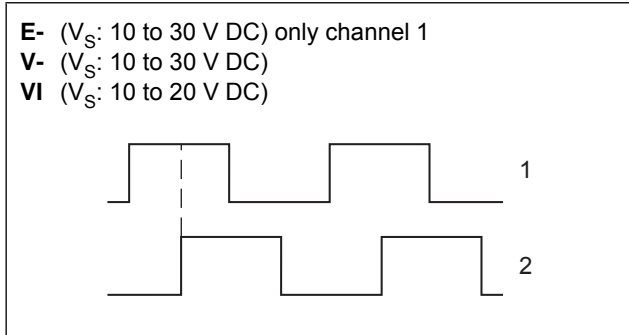 E- (VS: 10 to 30 V DC) only channel 1
V- (VS: 10 to 30 V DC)
VI (VS: 10 to 20 V DC)
1
2